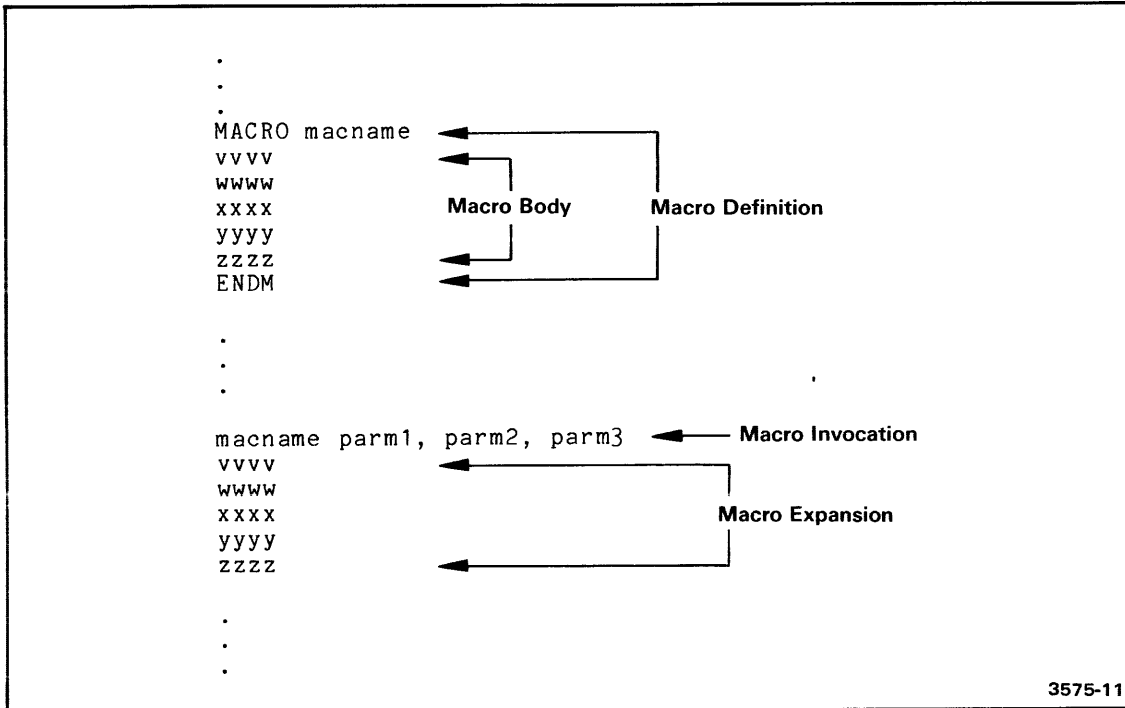 .
.
.
MACRO macname
vvvv
wwww
xxxx Macro Body Macro Definition
yyyy
zzzz
ENDM
.
.
.
macname parm1, parm2, parm3 Macro Invocation
vvvv
wwww
xxxx Macro Expansion
yyyy
zzzz
.
.
.
3575-11